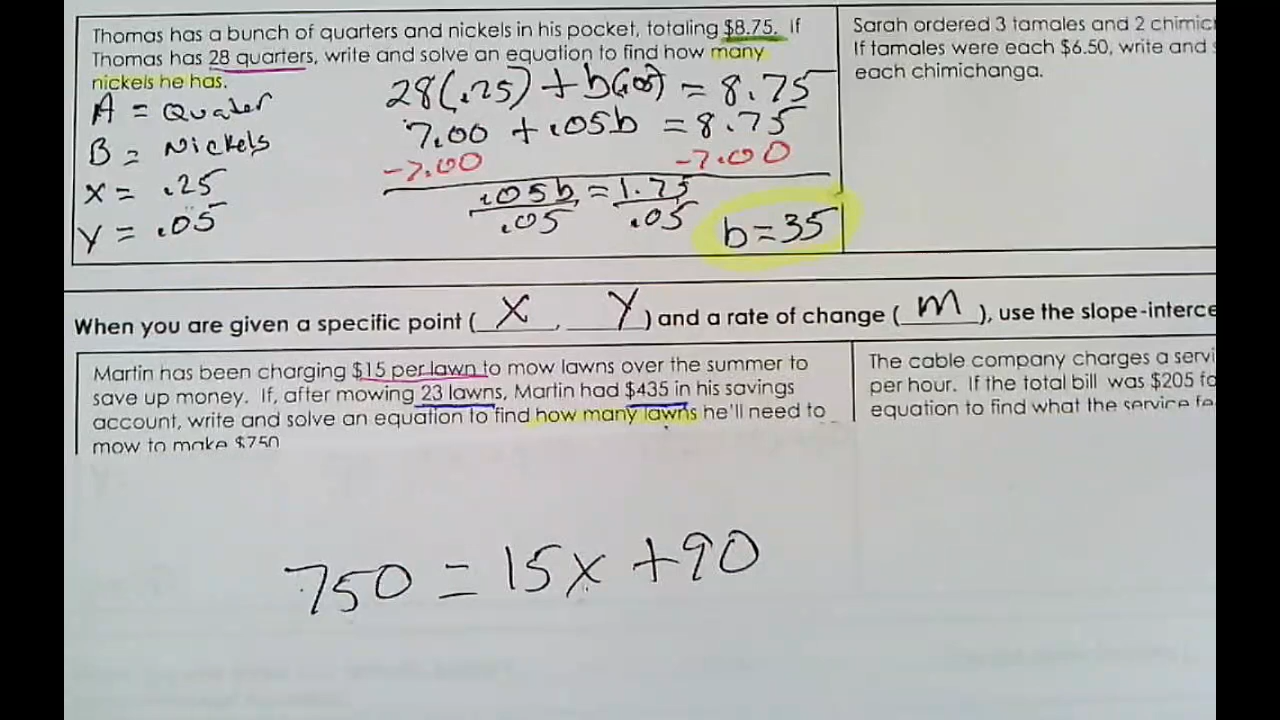 Thomas has a bunch of quarters and nickels in his pocket, totaling $8.75. If
Thomas has 28 quarters, write and solve an equation to find how many
nickels he has.
A = Quater
B = Nickels
x = .25
y = .05
28(.25) + b(.05) = 8.75
7.00 + .05b = 8.75
-7.00 -7.00
.05b = 1.75
.05 .05
b=35
Sarah ordered 3 tamales and 2 chimic
If tamales were each $6.50, write and
each chimichanga.
When you are given a specific point ( x , y ) and a rate of change ( m ), use the slope-interce
Martin has been charging $15 per lawn to mow lawns over the summer to
save up money. If, after mowing 23 lawns, Martin had $435 in his savings
account, write and solve an equation to find how many lawns he'll need to
mow to make $750
The cable company charges a servi
per hour. If the total bill was $205 fo
equation to find what the service fe
750 = 15x +90